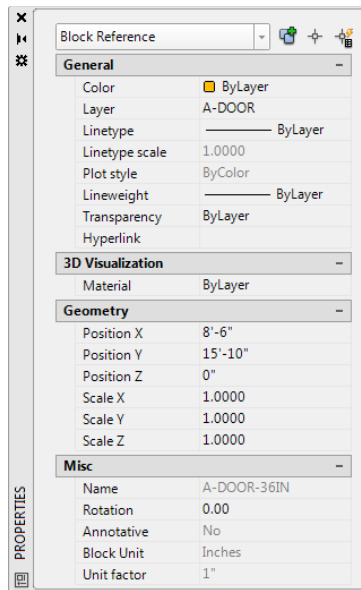 Block Reference
General
Color ByLayer
Layer A-DOOR
Linetype ByLayer
Linetype scale 1.0000
Plot style ByColor
Lineweight ByLayer
Transparency ByLayer
Hyperlink
3D Visualization
Material ByLayer
Geometry
Position X 8'-6"
Position Y 15'-10"
Position Z 0"
Scale X 1.0000
Scale Y 1.0000
Scale Z 1.0000
Misc
Name A-DOOR-36IN
Rotation 0.00
Annotative No
Block Unit Inches
Unit factor 1"
PROPERTIES